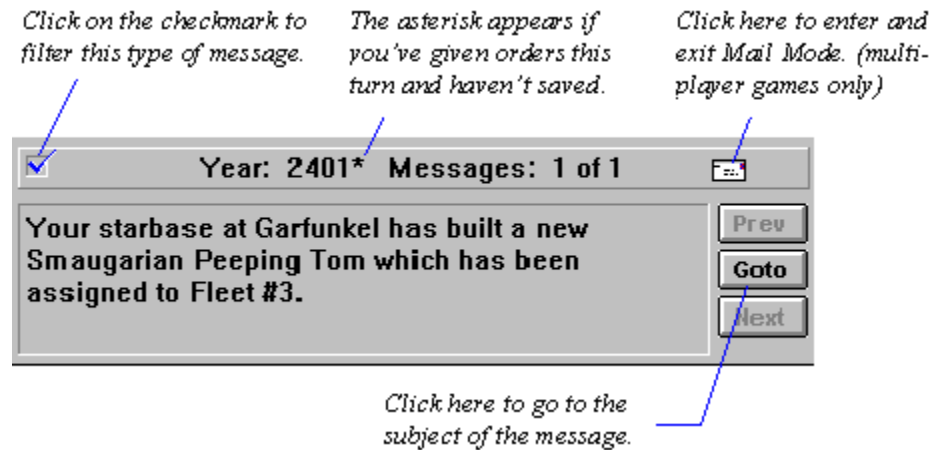 Click on the checkmark to
filter this type of message.
The asterisk appears if
you've given orders this
turn and haven't saved.
Click here to enter and
exit Mail Mode. (multi-
player games only)
Year: 2401* Messages: 1 of 1
Your starbase at Garfunkel has built a new
Smaugarian Peeping Tom which has been
assigned to Fleet #3.
Prev
Goto
Next
Click here to go to the
subject of the message.